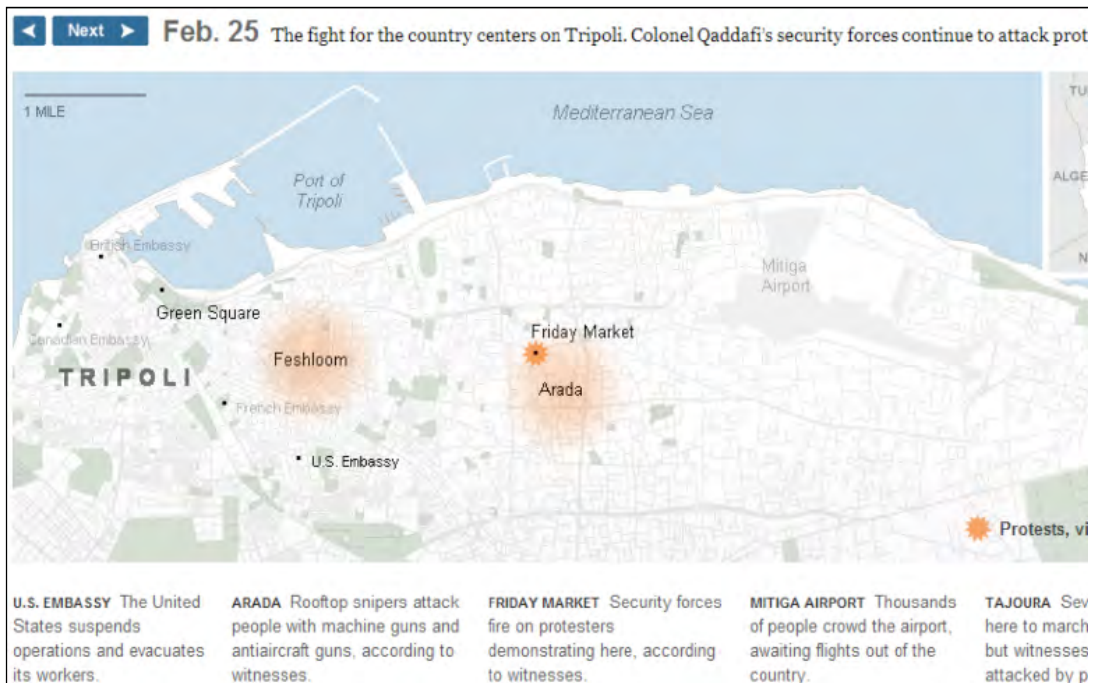 Next
Feb. 25 The fight for the country centers on Tripoli. Colonel Qaddafi's security forces continue to attack prot
1 MILE
Mediterranean Sea
TU
Port of
Tripoli
ALGE
British Embassy
N
Mitiga
Airport
Green Square
Canadian Embassy
Friday Market
Feshloom
Arada
TRIPOLI
French Embassy
U.S. Embassy
Protests, vi
U.S. EMBASSY The United
States suspends
operations and evacuates
its workers.
ARADA Rooftop snipers attack
people with machine guns and
antiaircraft guns, according to
witnesses.
FRIDAY MARKET Security forces
fire on protesters
demonstrating here, according
to witnesses.
MITIGA AIRPORT Thousands
of people crowd the airport,
awaiting flights out of the
country.
TAJOURA Sev
here to march
but witnesses
attacked by p